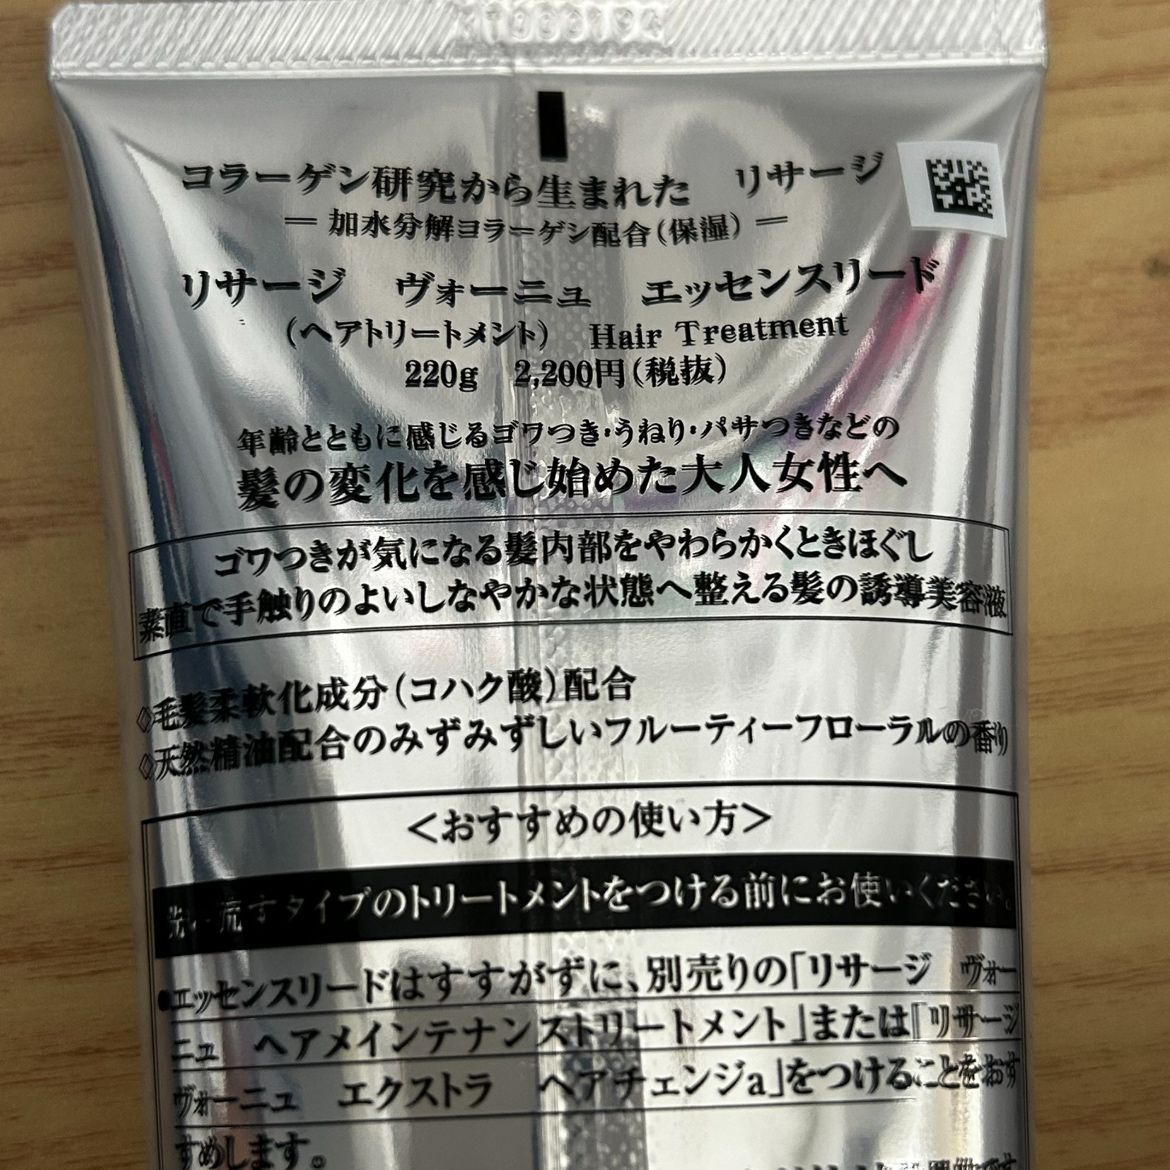 コラーゲン研究から生まれた　リサージ
＝ 加水分解コラーゲン配合(保湿) ＝
リサージ　ヴォーニュ　エッセンスリード
(ヘアトリートメント)　Hair Treatment
220g　2,200円(税抜)
年齢とともに感じるゴワつき・うねり・パサつきなどの
髪の変化を感じ始めた大人女性へ
ゴワつきが気になる髪内部をやわらかくときほぐし
素直で手触りのよいしなやかな状態へ整える髪の誘導美容液
◇毛髪柔軟化成分(コハク酸)配合
◇天然精油配合のみずみずしいフルーティーフローラルの香り
＜おすすめの使い方＞
洗い流すタイプのトリートメントをつける前にお使いください。
●エッセンスリードはすすがずに、別売りの「リサージ　ヴォー
ニュ　ヘアメインテナンストリートメント」または「リサージ
ヴォーニュ　エクストラ　ヘアチェンジa」をつけることをおす
すめします。